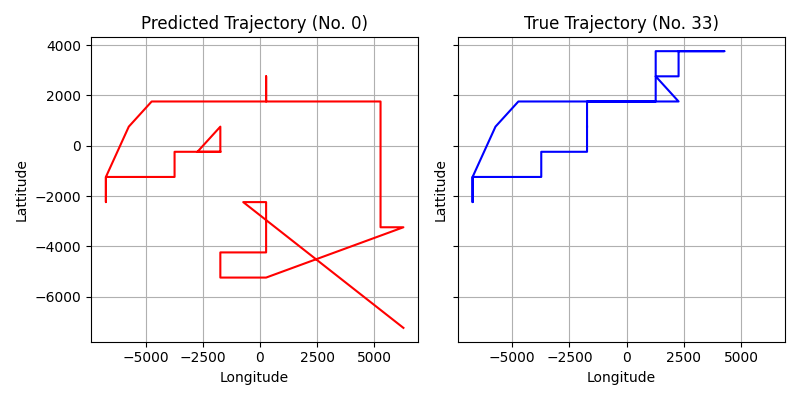 Predicted Trajectory (No. 0)
True Trajectory (No. 33)
4000
2000
0
−2000
−4000
−6000
Lattitude
Lattitude
−5000 −2500 0 2500 5000
−5000 −2500 0 2500 5000
Longitude
Longitude